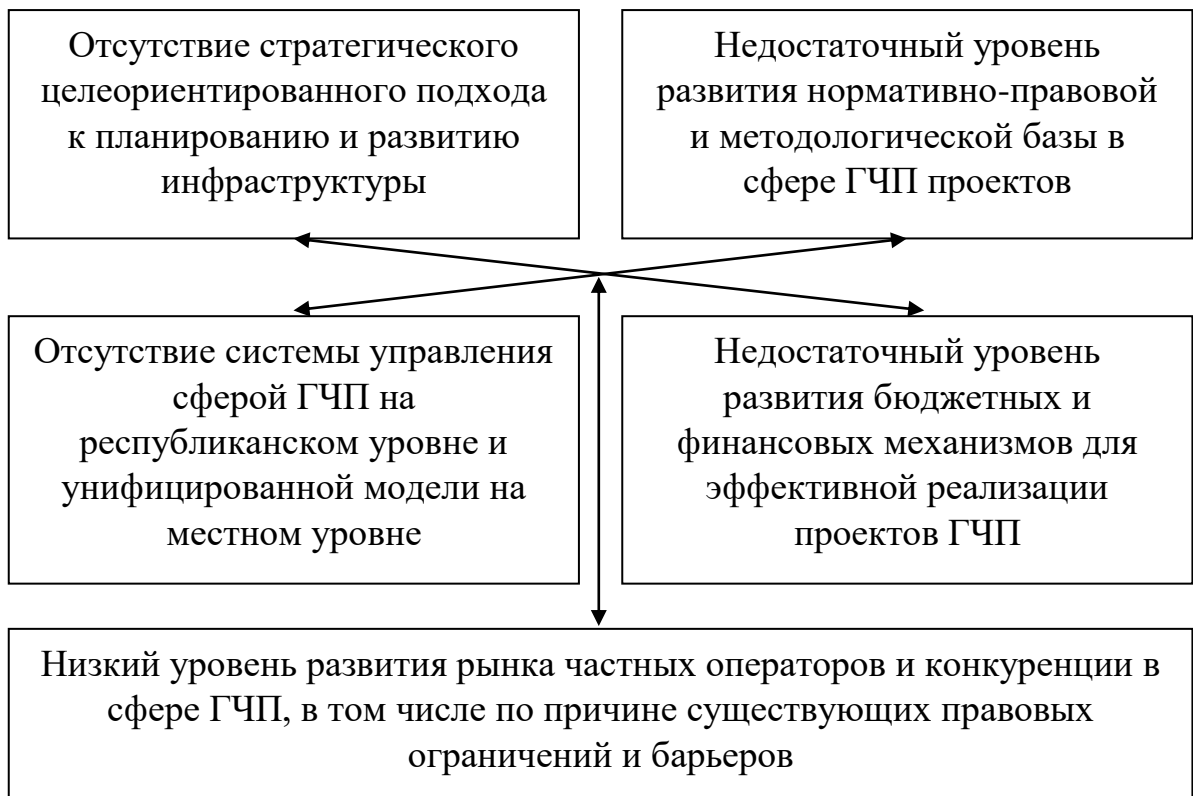 Отсутствие стратегического
целеориентированного подхода
к планированию и развитию
инфраструктуры
Недостаточный уровень
развития нормативно-правовой
и методологической базы в
сфере ГЧП проектов
Отсутствие системы управления
сферой ГЧП на
республиканском уровне и
унифицированной модели на
местном уровне
Недостаточный уровень
развития бюджетных и
финансовых механизмов для
эффективной реализации
проектов ГЧП
Низкий уровень развития рынка частных операторов и конкуренции в
сфере ГЧП, в том числе по причине существующих правовых
ограничений и барьеров